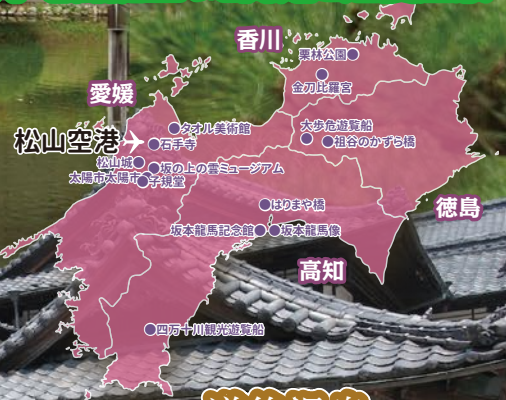 香川
栗林公園
金刀比羅宮
愛媛
タオル美術館
松山空港
石手寺
大歩危遊覧船
祖谷のかずら橋
松山城
坂の上の雲ミュージアム
太陽市太陽市
子規堂
はりまや橋
徳島
坂本龍馬記念館
坂本龍馬像
高知
四万十川観光遊覧船